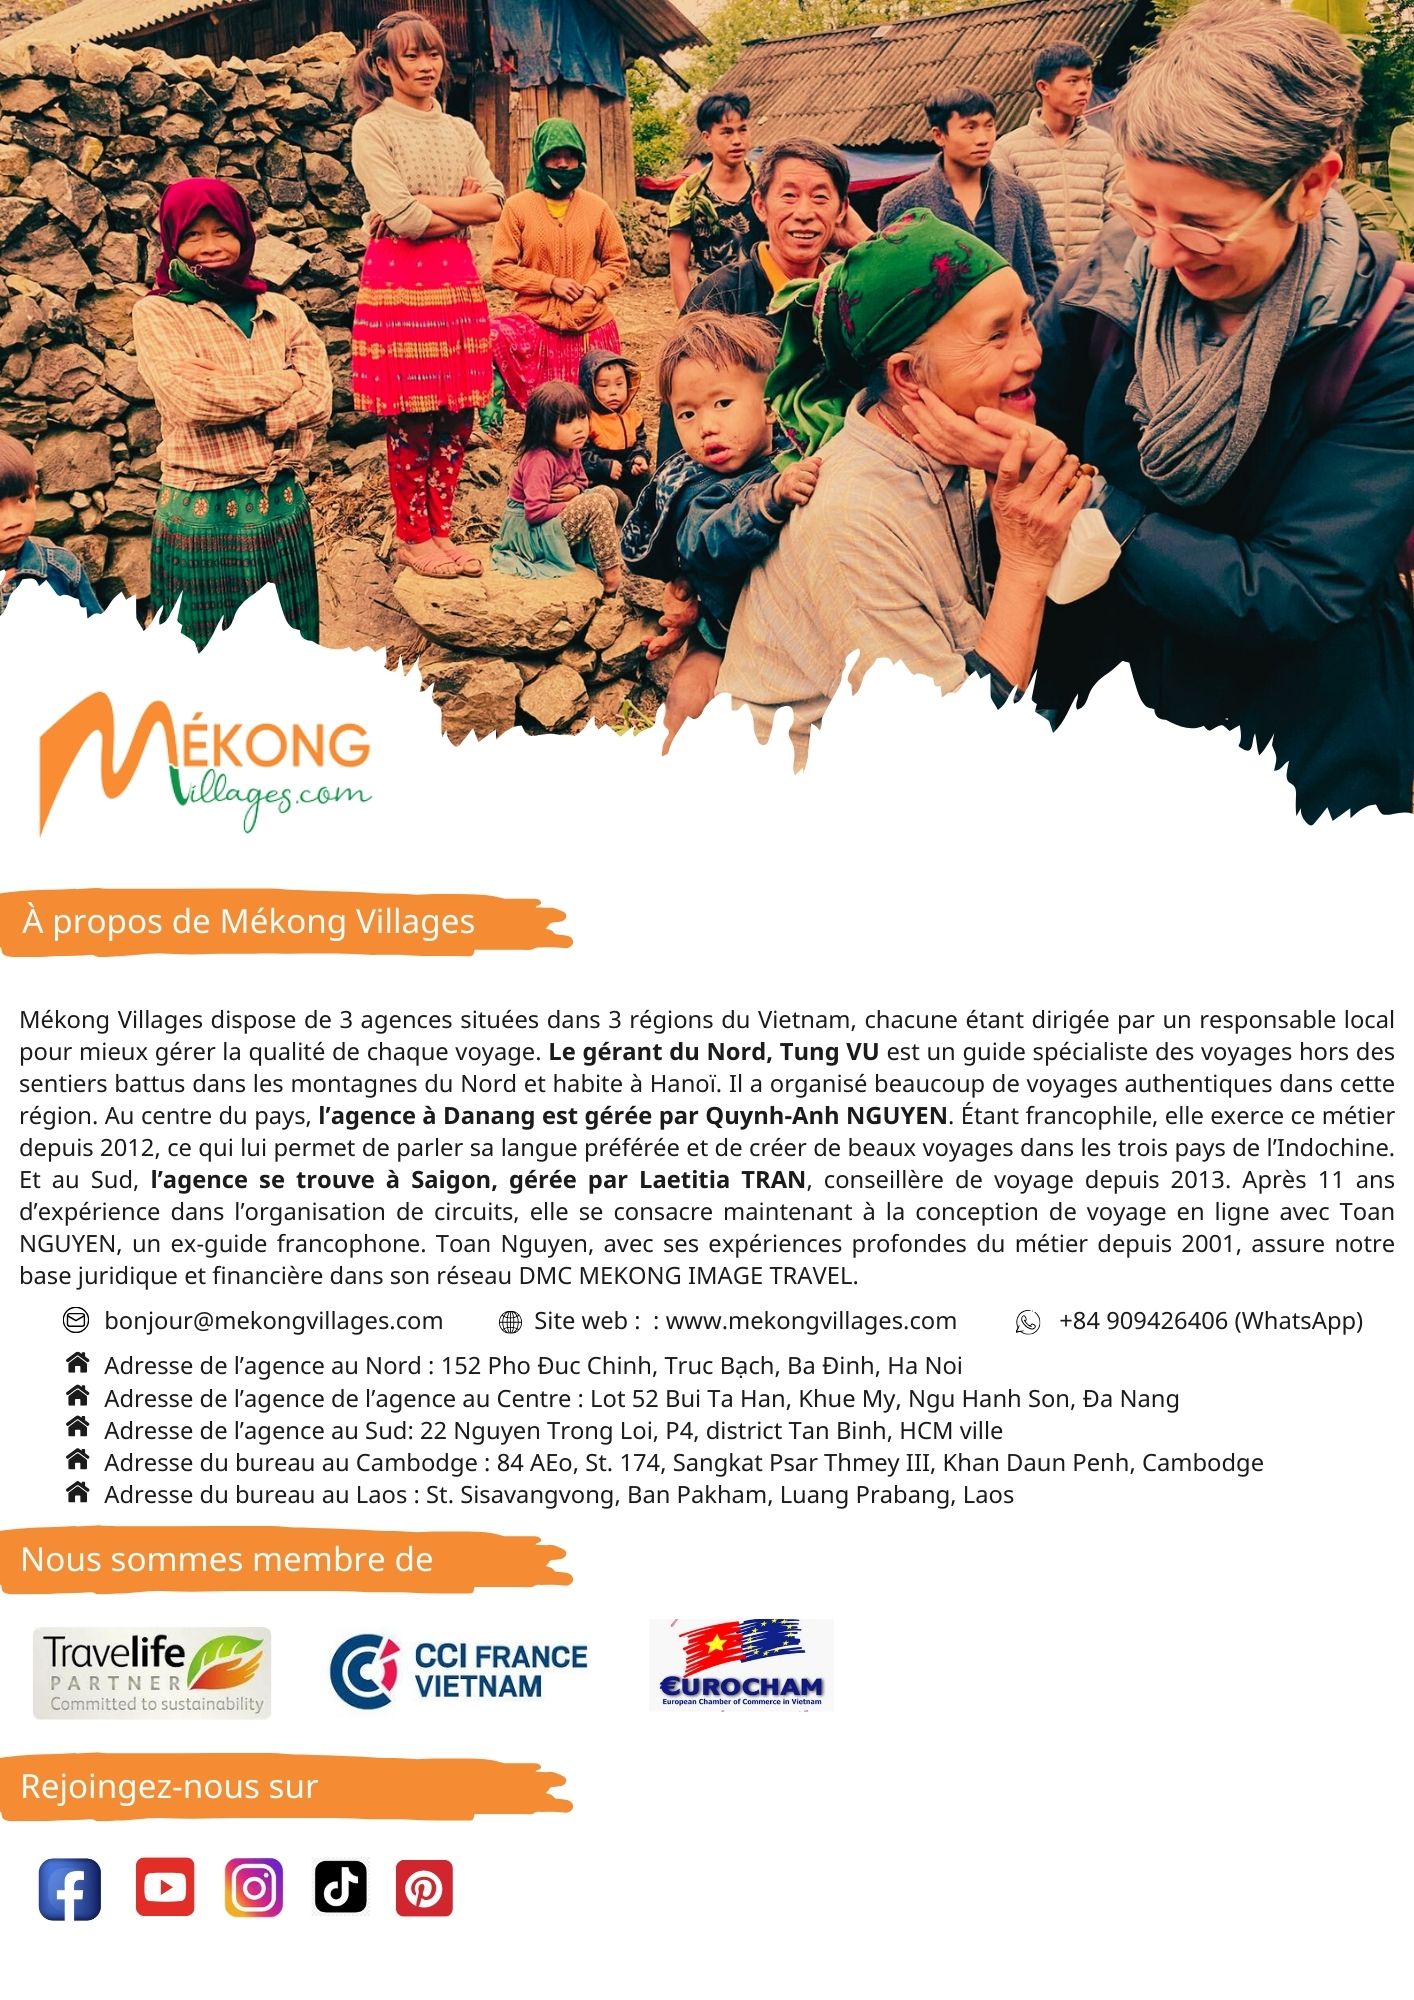 MÉKONG
Villages.com
À propos de Mékong Villages
Mékong Villages dispose de 3 agences situées dans 3 régions du Vietnam, chacune étant dirigée par un responsable local
pour mieux gérer la qualité de chaque voyage. Le gérant du Nord, Tung VU est un guide spécialiste des voyages hors des
sentiers battus dans les montagnes du Nord et habite à Hanoï. Il a organisé beaucoup de voyages authentiques dans cette
région. Au centre du pays, l’agence à Danang est gérée par Quynh-Anh NGUYEN. Étant francophile, elle exerce ce métier
depuis 2012, ce qui lui permet de parler sa langue préférée et de créer de beaux voyages dans les trois pays de l’Indochine.
Et au Sud, l’agence se trouve à Saigon, gérée par Laetitia TRAN, conseillère de voyage depuis 2013. Après 11 ans
d’expérience dans l’organisation de circuits, elle se consacre maintenant à la conception de voyage en ligne avec Toan
NGUYEN, un ex-guide francophone. Toan Nguyen, avec ses expériences profondes du métier depuis 2001, assure notre
base juridique et financière dans son réseau DMC MEKONG IMAGE TRAVEL.
bonjour@mekongvillages.com Site web :  : www.mekongvillages.com +84 909426406 (WhatsApp)
Adresse de l’agence au Nord : 152 Pho Đuc Chinh, Truc Bạch, Ba Đinh, Ha Noi
Adresse de l’agence de l’agence au Centre : Lot 52 Bui Ta Han, Khue My, Ngu Hanh Son, Đa Nang
Adresse de l’agence au Sud: 22 Nguyen Trong Loi, P4, district Tan Binh, HCM ville
Adresse du bureau au Cambodge : 84 AEo, St. 174, Sangkat Psar Thmey III, Khan Daun Penh, Cambodge
Adresse du bureau au Laos : St. Sisavangvong, Ban Pakham, Luang Prabang, Laos
Nous sommes membre de
Travelife
PARTNER
Committed to sustainability
CCI FRANCE
VIETNAM
€UROCHAM
European Chamber of Commerce in Vietnam
Rejoingez-nous sur